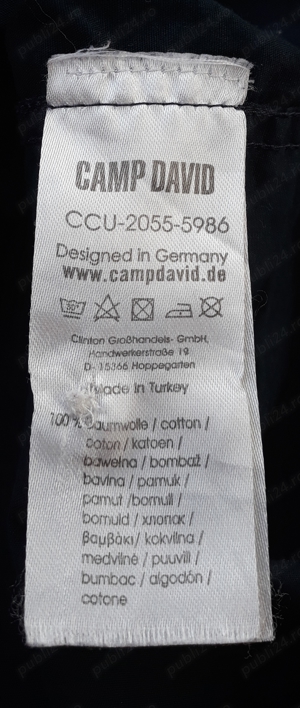 CAMP DAVID
CCU-2055-5986
Designed in Germany
www.campdavid.de
30°
Clinton Großhandels- GmbH,
Handwerkerstraße 19
D- 15366 Hoppegarten
Made in Turkey
100 % Baumwolle / cotton /
coton / katoen /
bawełna / bombaž /
bavlna / pamuk /
pamut /bomull /
bomuld / хлопак /
βαμβάκι/ kokvilna /
medvilnė / puuvill /
bumbac / algodón /
cotone